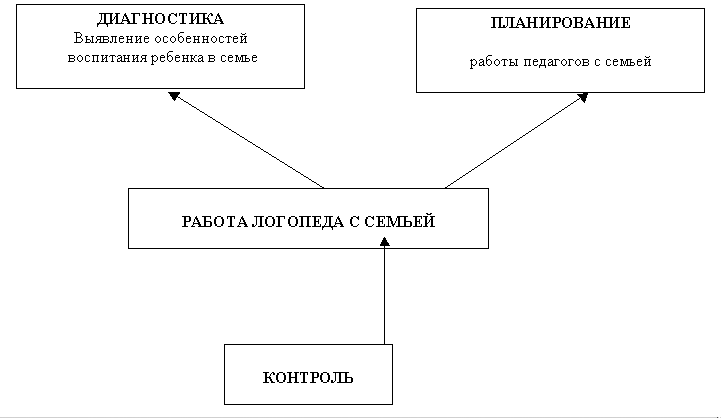 ДИАГНОСТИКА
Выявление особенностей
воспитания ребенка в семье
ПЛАНИРОВАНИЕ
работы педагогов с семьей
РАБОТА ЛОГОПЕДА С СЕМЬЕЙ
КОНТРОЛЬ